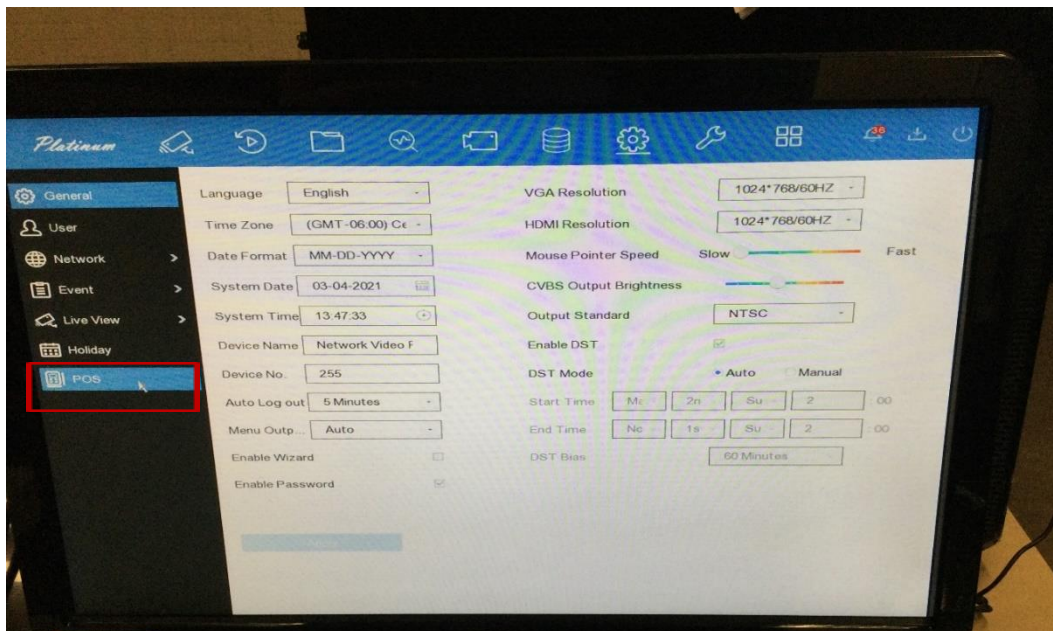 Platinum
36
General
User
Network
Event
Live View
Holiday
POS
Language English
Time Zone (GMT-06:00) Ce
Date Format MM-DD-YYYY
System Date 03-04-2021
System Time 13:47:33
Device Name Network Video F
Device No. 255
Auto Log out 5 Minutes
Menu Outp... Auto
Enable Wizard
Enable Password
VGA Resolution 1024*768/60HZ
HDMI Resolution 1024*768/60HZ
Mouse Pointer Speed Slow Fast
CVBS Output Brightness
Output Standard NTSC
Enable DST
DST Mode Auto Manual
Start Time 2n Su 2 :00
End Time 1s Su 2 :00
DST Bias 60 Minutes